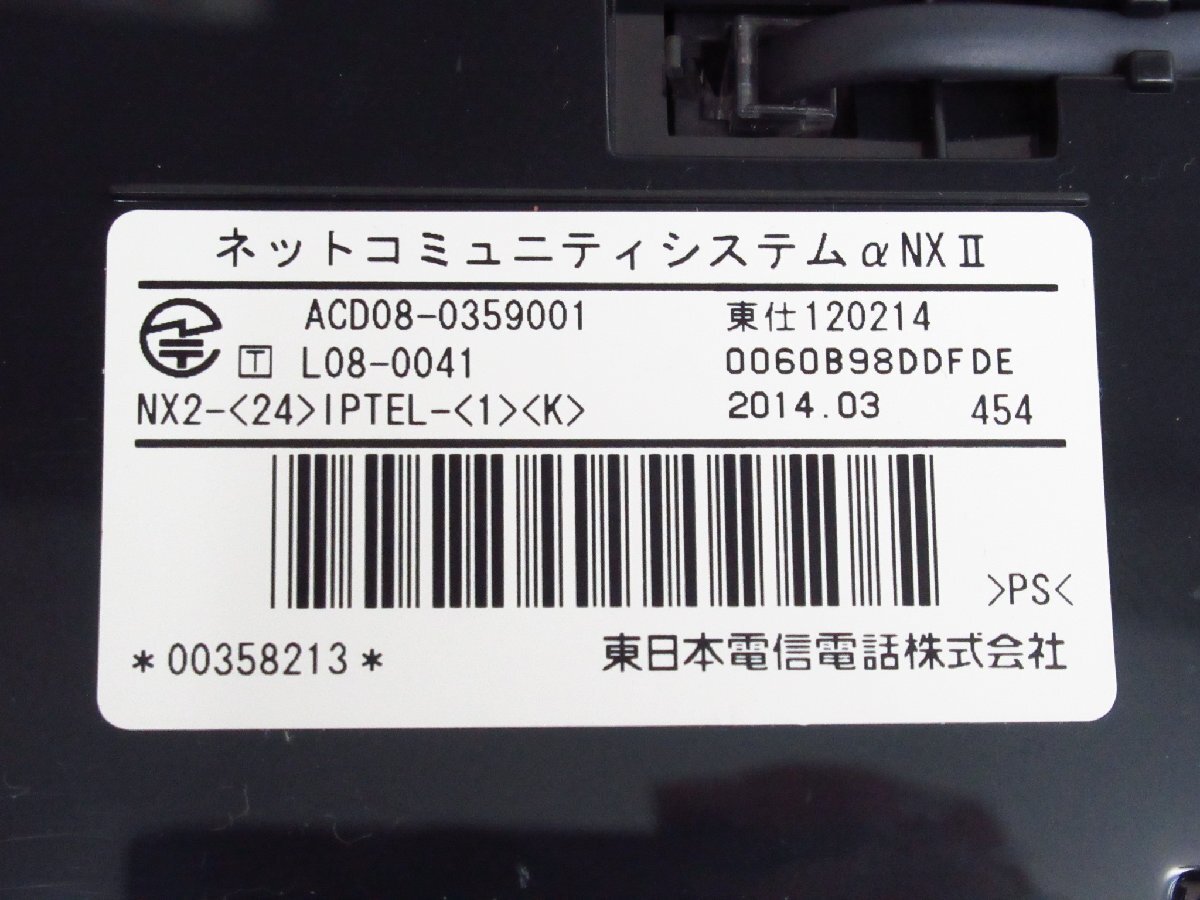 ネットコミュニティシステムαNXⅡ
ACD08-0359001 東仕120214
T L08-0041 0060B98DDFDE
NX2-<24>IPTEL-<1><K> 2014.03 454
>PS<
*00358213* 東日本電信電話株式会社